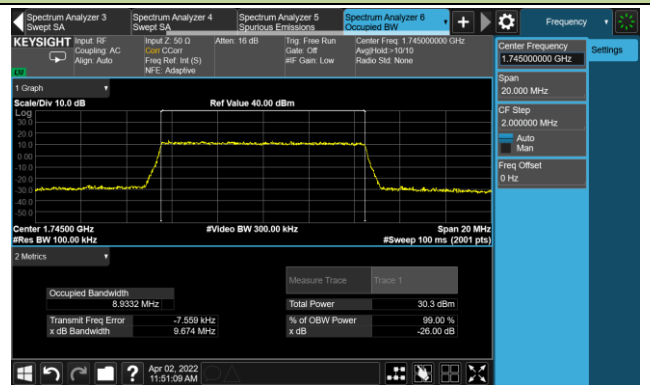 Spectrum Analyzer 3
Swept SA
Spectrum Analyzer 4
Swept SA
Spectrum Analyzer 5
Spurious Emissions
Spectrum Analyzer 6
Occupied BW
Frequency
KEYSIGHT
Input: RF
Coupling: AC
Align: Auto
Input Z: 50 Ω
Corr CCorr
Freq Ref: Int (S)
NFE: Adaptive
Atten: 16 dB
Trig: Free Run
Gate: Off
#IF Gain: Low
Center Freq: 1.745000000 GHz
Avg|Hold:>10/10
Radio Std: None
Center Frequency
1.745000000 GHz
Settings
Span
20.000 MHz
CF Step
2.000000 MHz
Auto
Man
Freq Offset
0 Hz
1 Graph
Scale/Div 10.0 dB
Ref Value 40.00 dBm
Log
30.0
20.0
10.0
0.00
-10.0
-20.0
-30.0
-40.0
-50.0
Center 1.74500 GHz
#Video BW 300.00 kHz
Span 20 MHz
#Res BW 100.00 kHz
#Sweep 100 ms (2001 pts)
2 Metrics
Measure Trace
Trace 1
Occupied Bandwidth
8.9332 MHz
Total Power
30.3 dBm
Transmit Freq Error
-7.559 kHz
% of OBW Power
99.00 %
x dB Bandwidth
9.674 MHz
x dB
-26.00 dB
Apr 02, 2022
11:51:09 AM